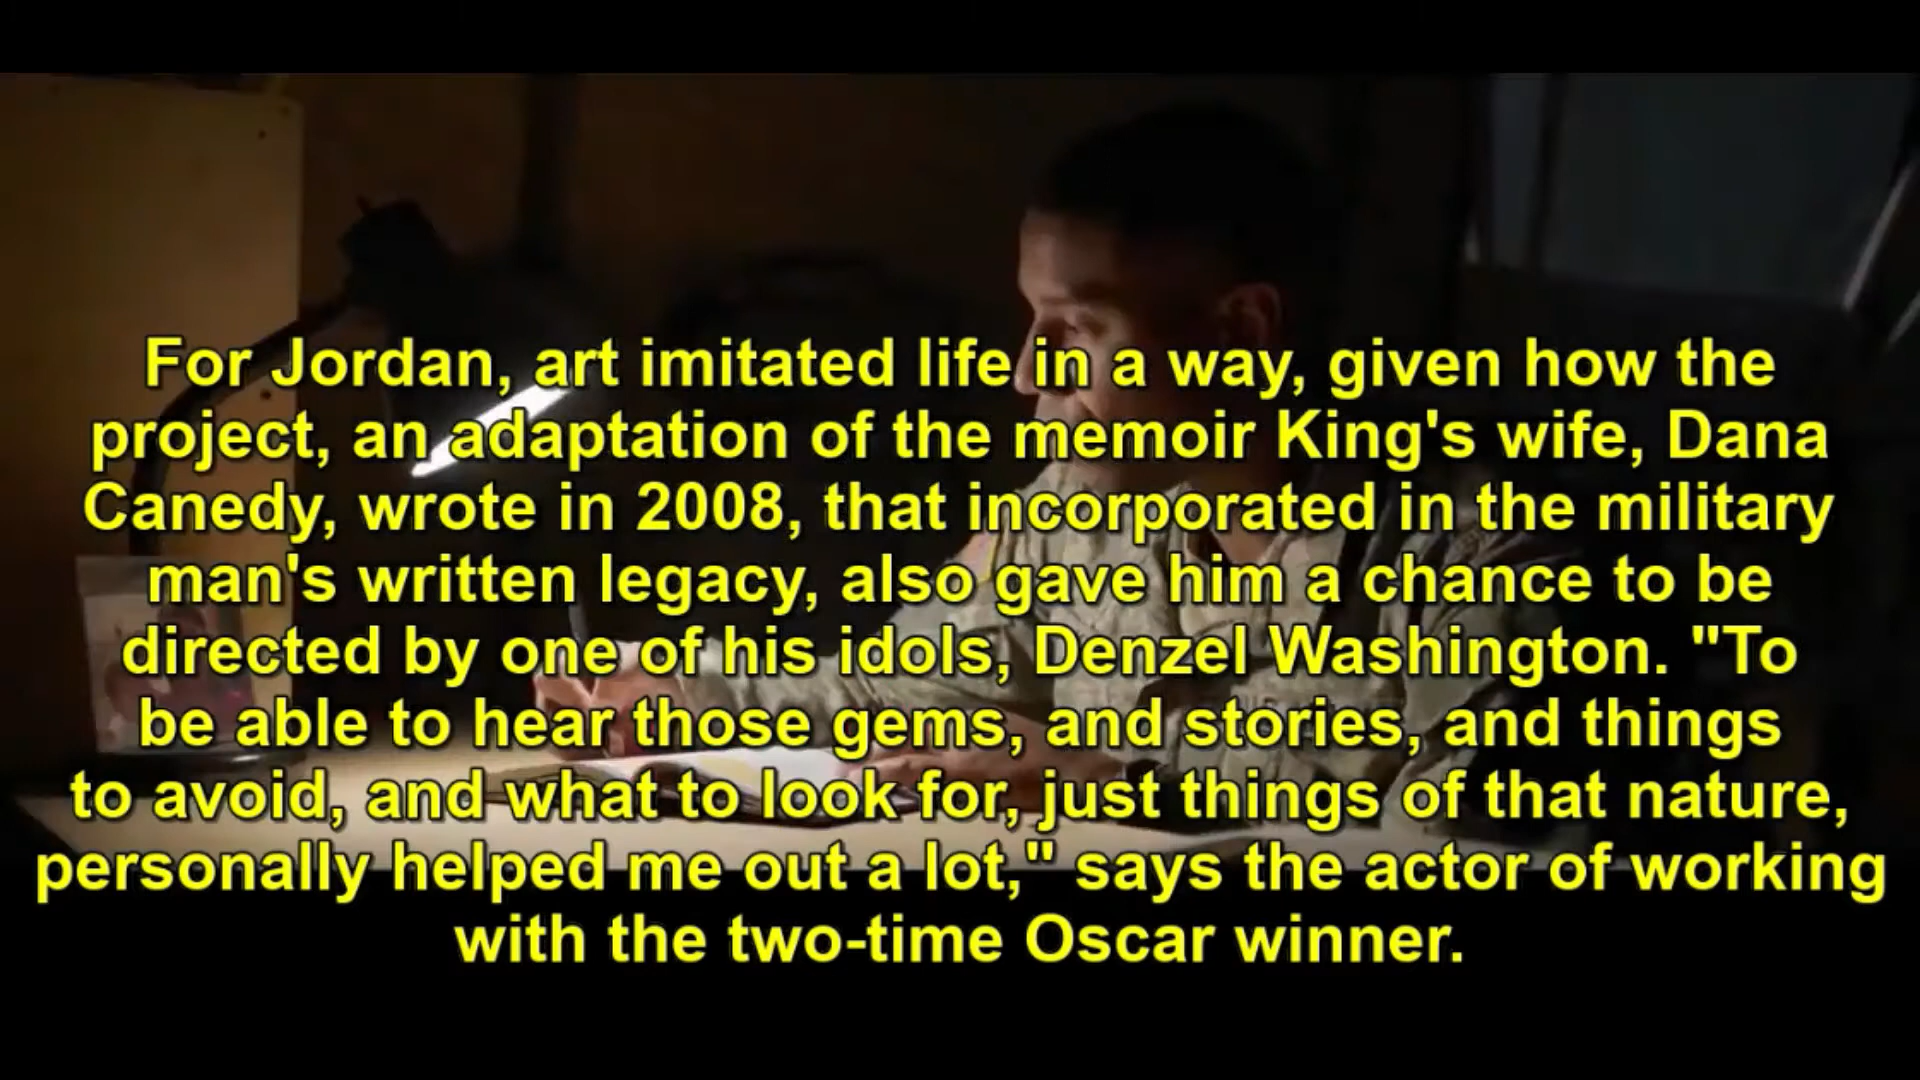 For Jordan, art imitated life in a way, given how the
project, an adaptation of the memoir King's wife, Dana
Canedy, wrote in 2008, that incorporated in the military
man's written legacy, also gave him a chance to be
directed by one of his idols, Denzel Washington. "To
be able to hear those gems, and stories, and things
to avoid, and what to look for, just things of that nature,
personally helped me out a lot," says the actor of working
with the two-time Oscar winner.